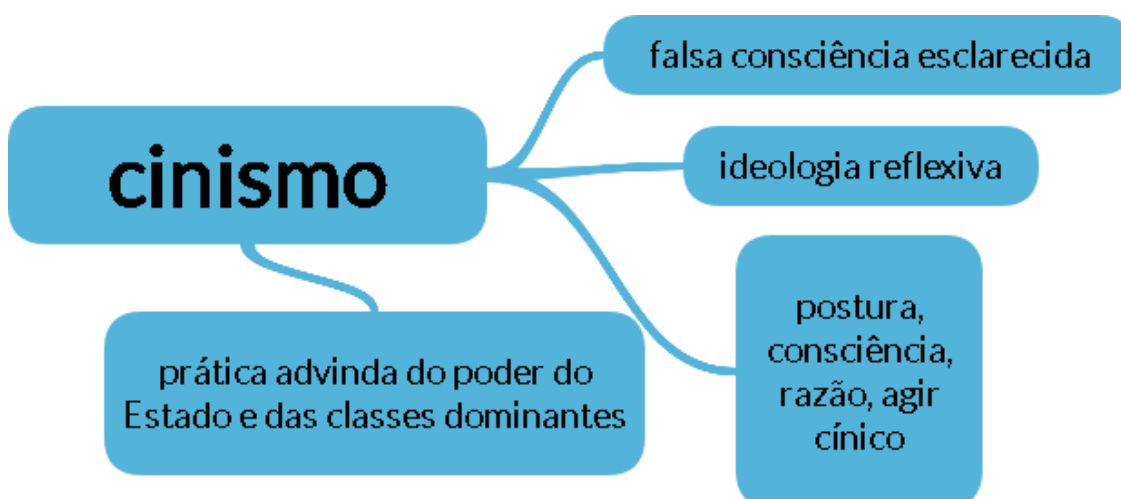 cinismo
falsa consciência esclarecida
ideologia reflexiva
postura,
consciência,
razão, agir
cínico
prática advinda do poder do
Estado e das classes dominantes